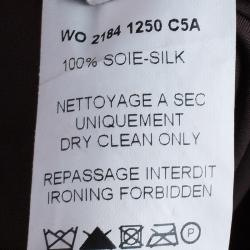 WO 2184 1250 C5A
100% SOIE-SILK
NETTOYAGE A SEC
UNIQUEMENT
DRY CLEAN ONLY
REPASSAGE INTERDIT
IRONING FORBIDDEN
P